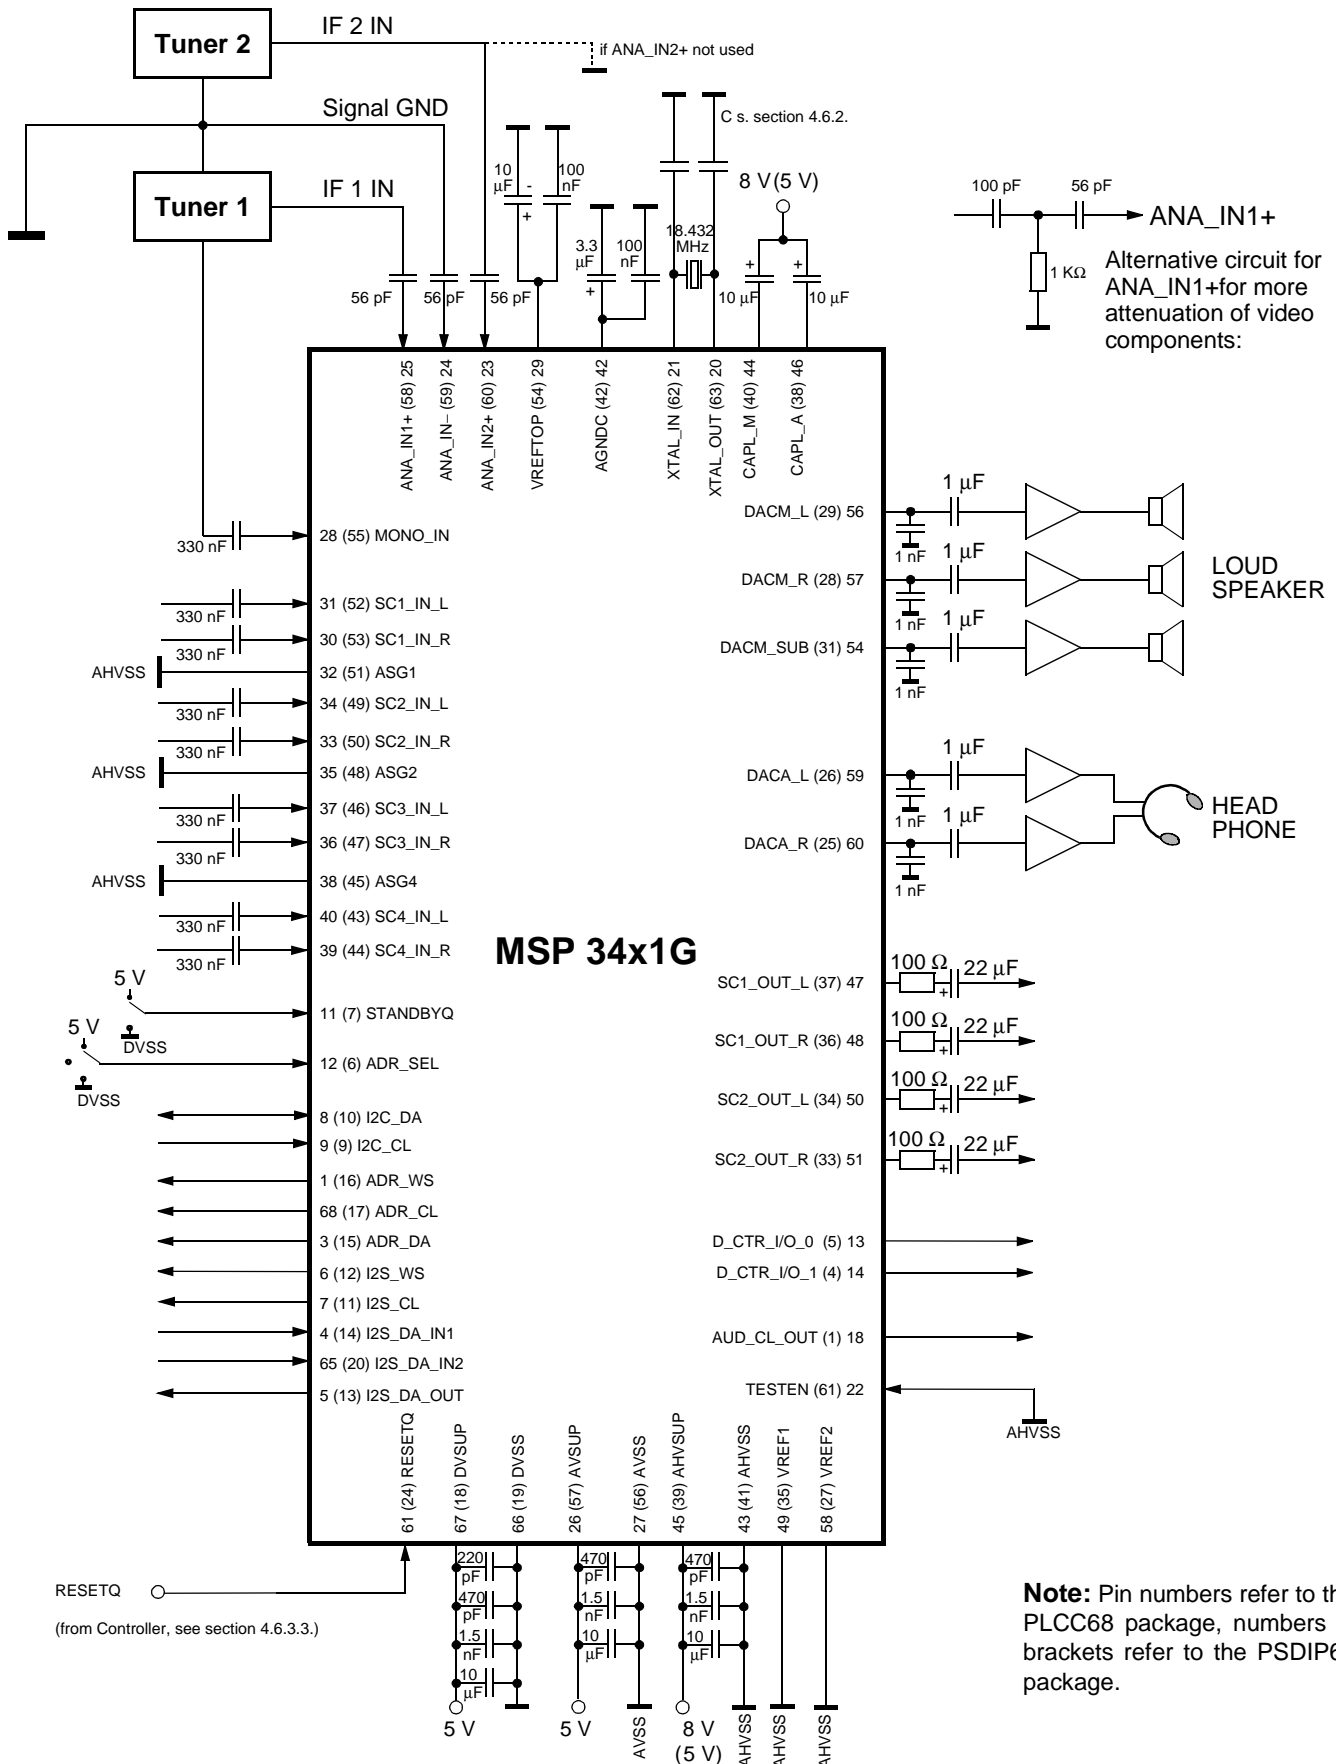 Tuner 2
IF 2 IN
if ANA_IN2+ not used
Signal GND
C s. section 4.6.2.
Tuner 1
IF 1 IN
10
µF
-
+
100
nF
8 V(5 V)
100 pF
56 pF
ANA_IN1+
1 KΩ
Alternative circuit for
ANA_IN1+for more
attenuation of video
components:
3.3
µF
+
100
nF
18.432
MHz
+
+
56 pF
56 pF
56 pF
10 µF
10 µF
ANA_IN1+ (58) 25
ANA_IN− (59) 24
ANA_IN2+ (60) 23
VREFTOP (54) 29
AGNDC (42) 42
XTAL_IN (62) 21
XTAL_OUT (63) 20
CAPL_M (40) 44
CAPL_A (38) 46
330 nF
28 (55) MONO_IN
330 nF
31 (52) SC1_IN_L
330 nF
30 (53) SC1_IN_R
AHVSS
32 (51) ASG1
330 nF
34 (49) SC2_IN_L
330 nF
33 (50) SC2_IN_R
AHVSS
35 (48) ASG2
330 nF
37 (46) SC3_IN_L
330 nF
36 (47) SC3_IN_R
AHVSS
38 (45) ASG4
330 nF
40 (43) SC4_IN_L
330 nF
39 (44) SC4_IN_R
5 V
DVSS
11 (7) STANDBYQ
5 V
DVSS
12 (6) ADR_SEL
8 (10) I2C_DA
9 (9) I2C_CL
1 (16) ADR_WS
68 (17) ADR_CL
3 (15) ADR_DA
6 (12) I2S_WS
7 (11) I2S_CL
4 (14) I2S_DA_IN1
65 (20) I2S_DA_IN2
5 (13) I2S_DA_OUT
MSP 34x1G
DACM_L (29) 56
1 nF
1 µF
DACM_R (28) 57
1 nF
1 µF
DACM_SUB (31) 54
1 nF
1 µF
LOUD
SPEAKER
DACA_L (26) 59
1 nF
1 µF
DACA_R (25) 60
1 nF
1 µF
HEAD
PHONE
SC1_OUT_L (37) 47
100 Ω
+
22 µF
SC1_OUT_R (36) 48
100 Ω
+
22 µF
SC2_OUT_L (34) 50
100 Ω
+
22 µF
SC2_OUT_R (33) 51
100 Ω
+
22 µF
D_CTR_I/O_0 (5) 13
D_CTR_I/O_1 (4) 14
AUD_CL_OUT (1) 18
TESTEN (61) 22
AHVSS
61 (24) RESETQ
67 (18) DVSUP
66 (19) DVSS
26 (57) AVSUP
27 (56) AVSS
45 (39) AHVSUP
43 (41) AHVSS
49 (35) VREF1
58 (27) VREF2
RESETQ
(from Controller, see section 4.6.3.3.)
220
pF
470
pF
1.5
nF
10
µF
5 V
470
pF
1.5
nF
10
µF
5 V
AVSS
470
pF
1.5
nF
10
µF
8 V
(5 V)
AHVSS
AHVSS
AHVSS
Note: Pin numbers refer to th
PLCC68 package, numbers
brackets refer to the PSDIP6
package.